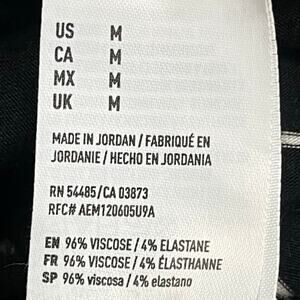 US M
CA M
MX M
UK M
MADE IN JORDAN / FABRIQUÉ EN
JORDANIE / HECHO EN JORDANIA
RN 54485/CA 03873
RFC# AEM120605U9A
EN 96% VISCOSE / 4% ELASTANE
FR 96% VISCOSE / 4% ÉLASTHANNE
SP 96% viscosa / 4% elastano